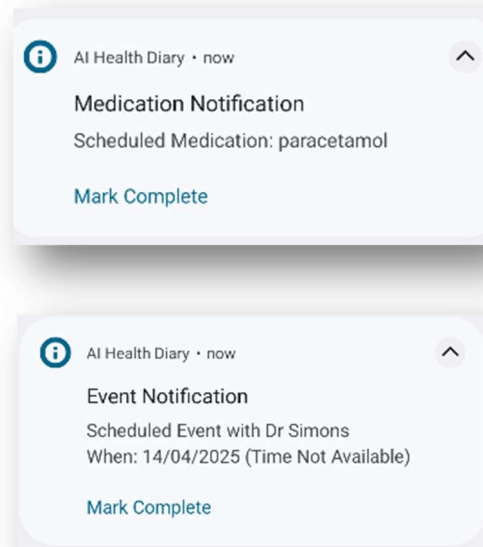 AI Health Diary • now
Medication Notification
Scheduled Medication: paracetamol
Mark Complete
AI Health Diary • now
Event Notification
Scheduled Event with Dr Simons
When: 14/04/2025 (Time Not Available)
Mark Complete